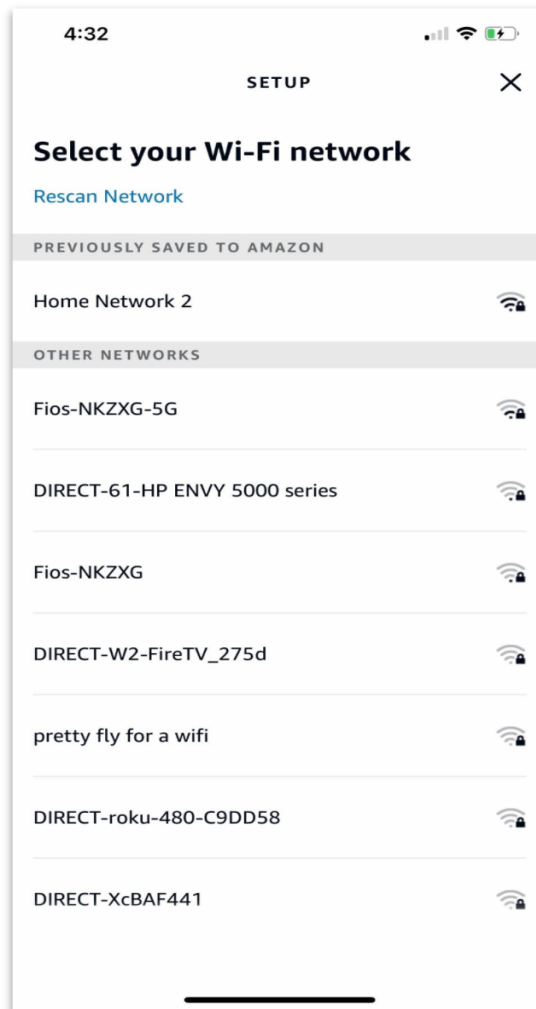 4:32
SETUP
Select your Wi-Fi network
Rescan Network
PREVIOUSLY SAVED TO AMAZON
Home Network 2
OTHER NETWORKS
Fios-NKZXG-5G
DIRECT-61-HP ENVY 5000 series
Fios-NKZXG
DIRECT-W2-FireTV_275d
pretty fly for a wifi
DIRECT-roku-480-C9DD58
DIRECT-XcBAF441